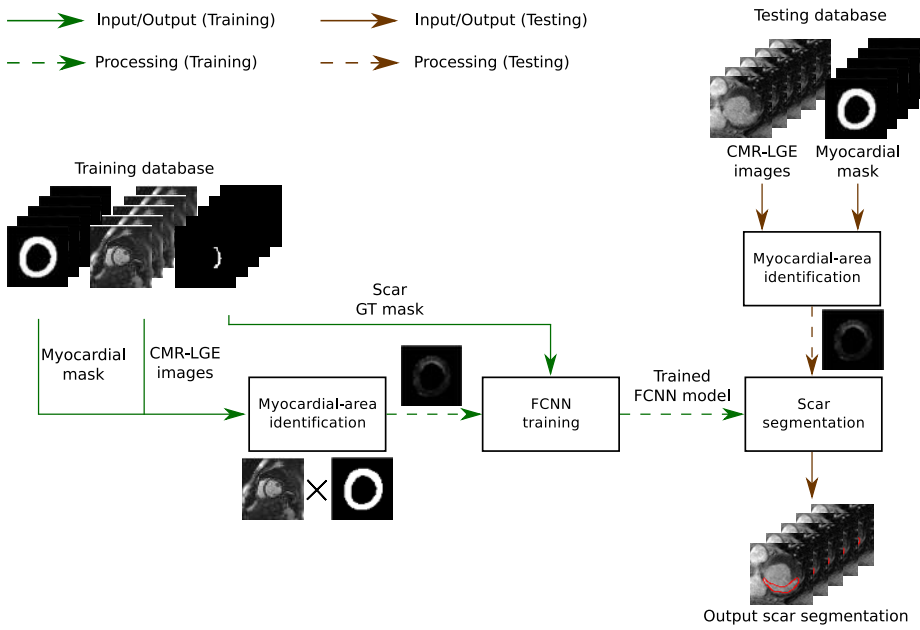 Input/Output (Training)
Input/Output (Testing)
Processing (Training)
Processing (Testing)
Testing database
CMR-LGE
images
Myocardial
mask
Training database
Myocardial-area
identification
Scar
GT mask
Myocardial
mask
CMR-LGE
images
Myocardial-area
identification
FCNN
training
Trained
FCNN model
Scar
segmentation
Output scar segmentation